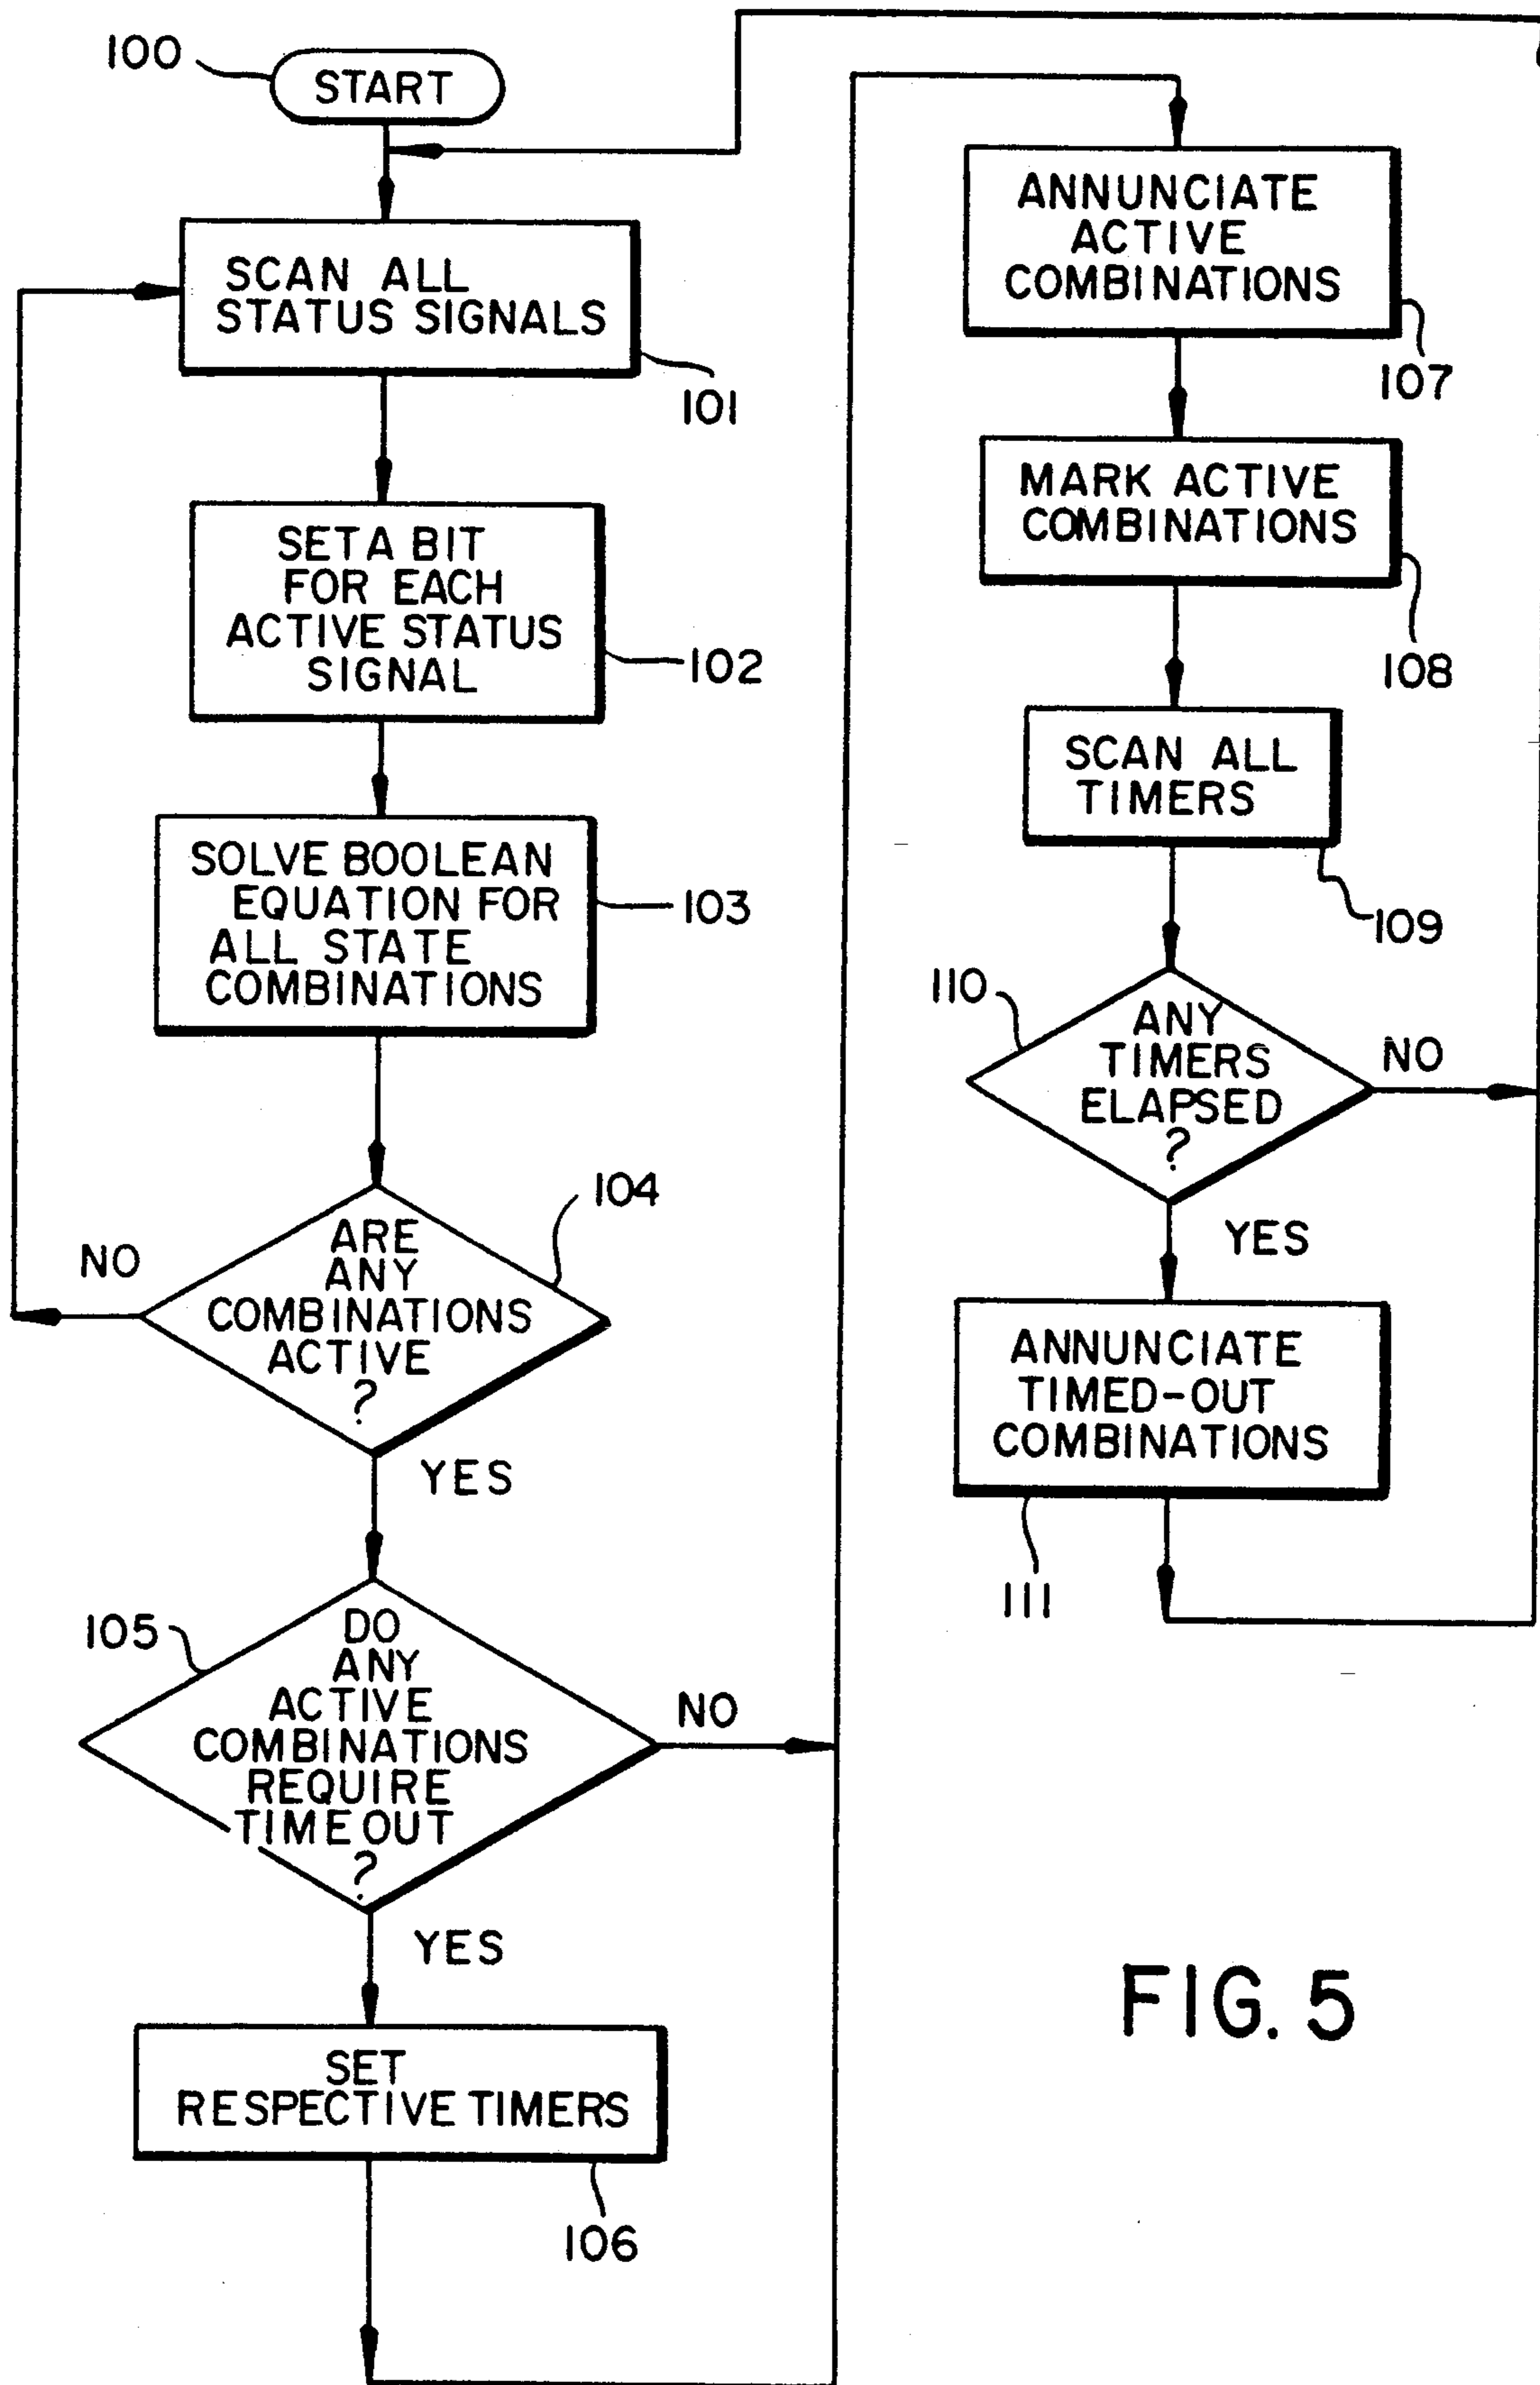 100
START
SCAN ALL
STATUS SIGNALS
101
SET A BIT
FOR EACH
ACTIVE STATUS
SIGNAL
102
SOLVE BOOLEAN
EQUATION FOR
ALL STATE
COMBINATIONS
103
104
ARE
ANY
COMBINATIONS
ACTIVE
?
NO
YES
105
DO
ANY
ACTIVE
COMBINATIONS
REQUIRE
TIMEOUT
?
NO
YES
SET
RESPECTIVE TIMERS
106
ANNUNCIATE
ACTIVE
COMBINATIONS
107
MARK ACTIVE
COMBINATIONS
108
SCAN ALL
TIMERS
109
110
ANY
TIMERS
ELAPSED
?
NO
YES
ANNUNCIATE
TIMED-OUT
COMBINATIONS
111
FIG. 5